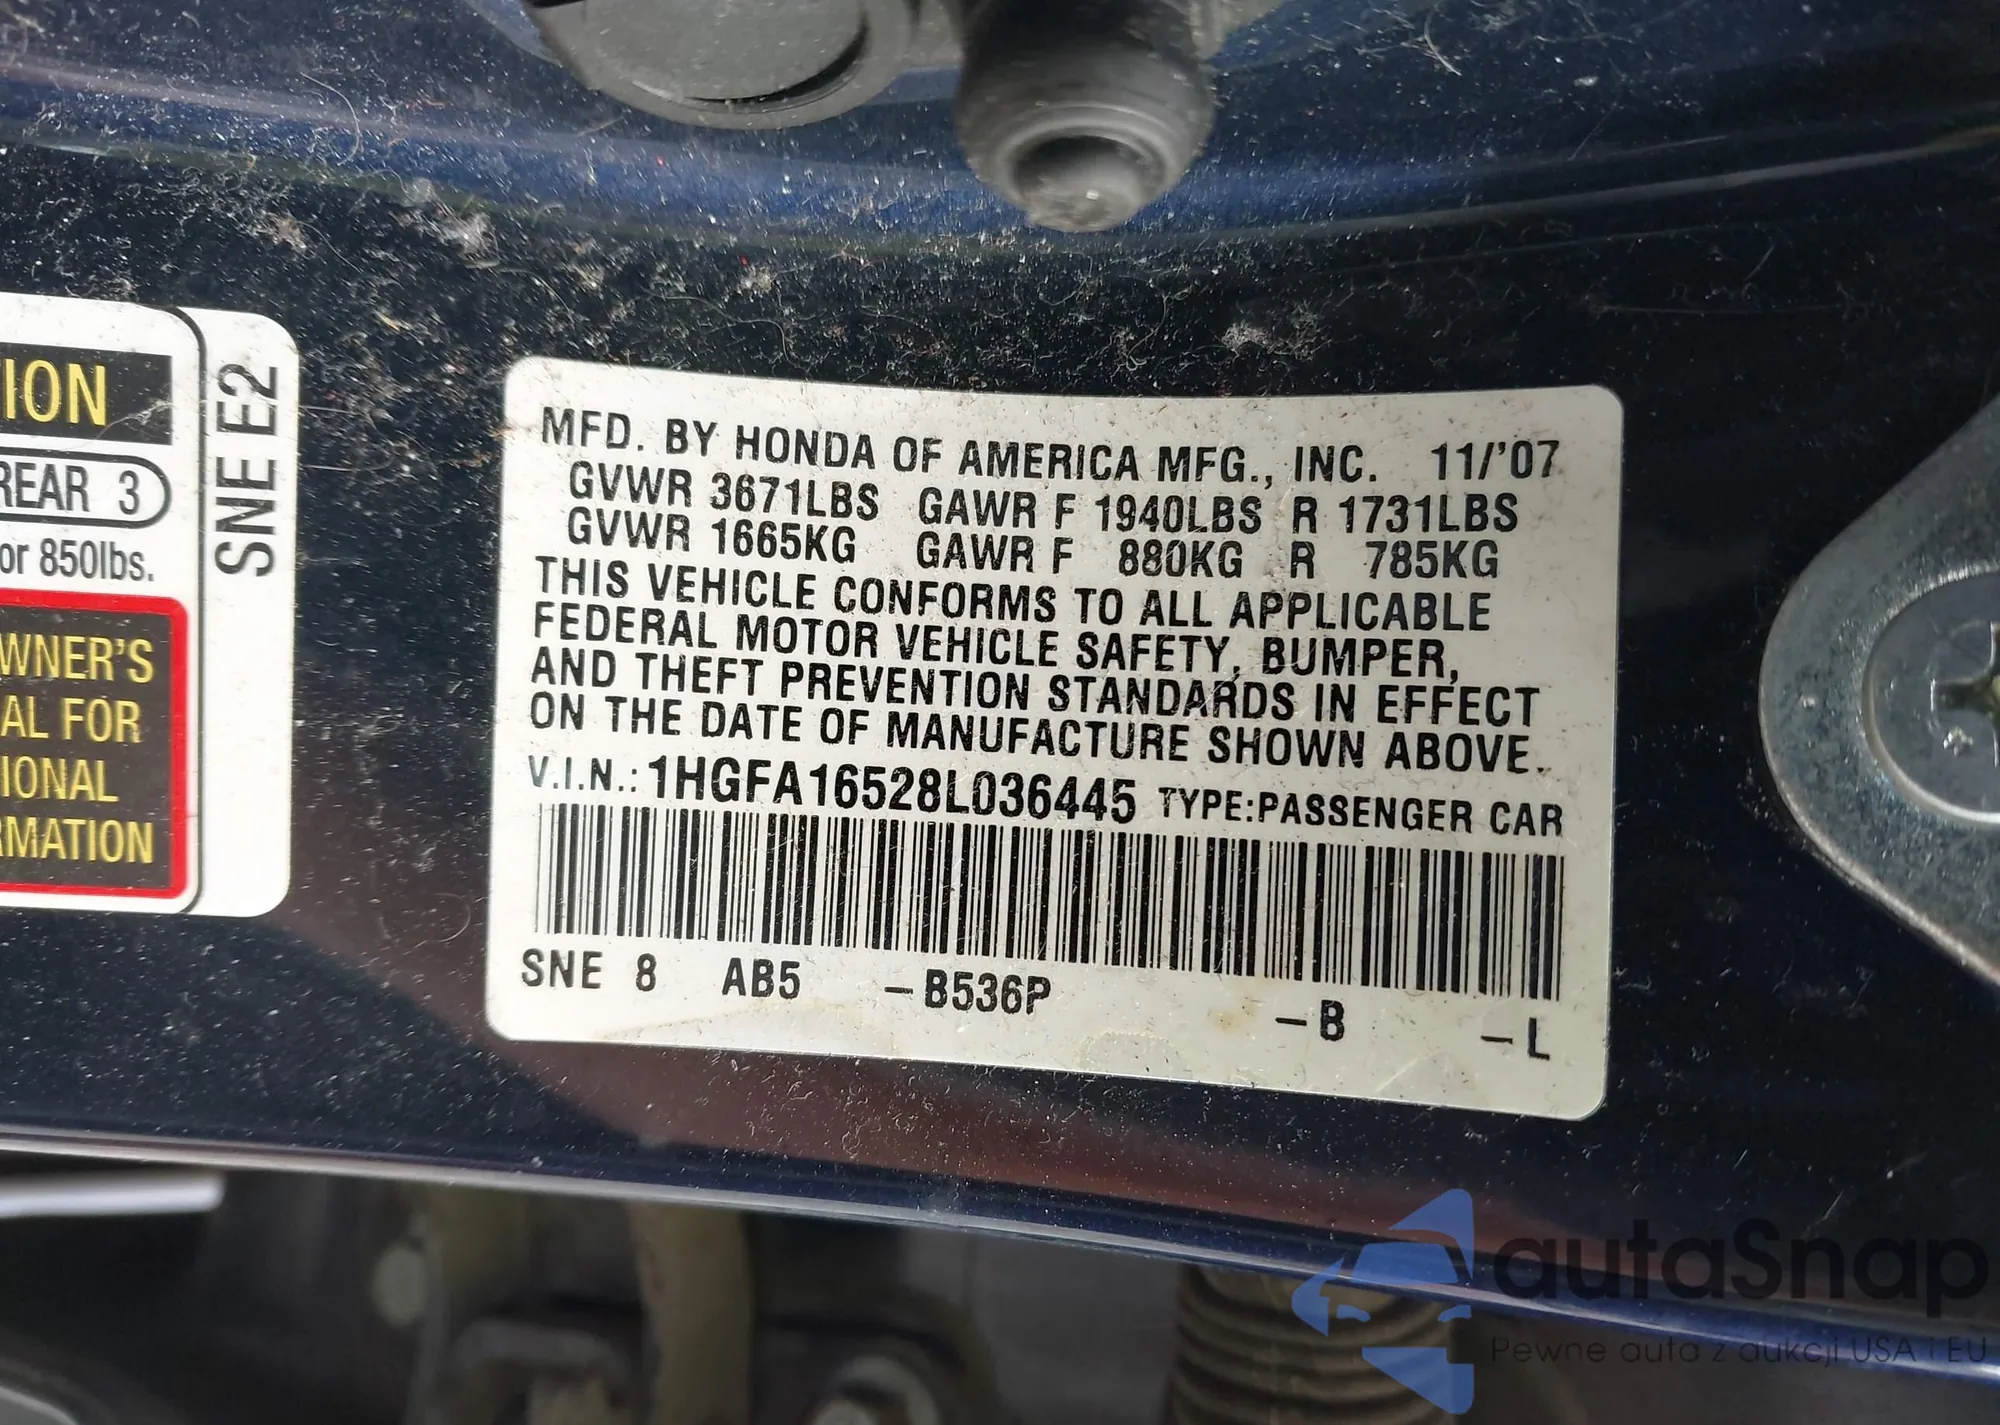 ION
REAR 3
or 850lbs.
WNER'S
AL FOR
IONAL
RMATION
SNE E2
MFD. BY HONDA OF AMERICA MFG., INC. 11/'07
GVWR 3671LBS GAWR F 1940LBS R 1731LBS
GVWR 1665KG GAWR F 880KG R 785KG
THIS VEHICLE CONFORMS TO ALL APPLICABLE
FEDERAL MOTOR VEHICLE SAFETY, BUMPER,
AND THEFT PREVENTION STANDARDS IN EFFECT
ON THE DATE OF MANUFACTURE SHOWN ABOVE.
V.I.N.: 1HGFA16528L036445 TYPE:PASSENGER CAR
SNE 8 AB5 -B536P -B -L
autaSnap
Pewne auta z aukcji USA i EU